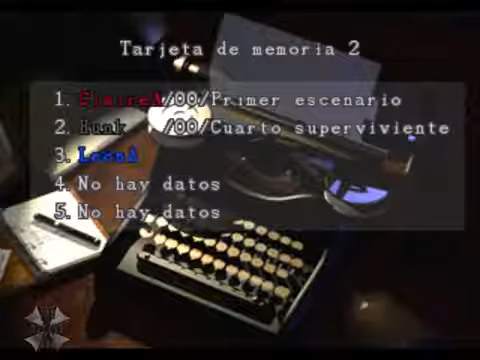 Tarjeta de memoria 2
1. ClaireA/00/Primer escenario
2. Hunk /00/Cuarto superviviente
3. LeonA
4. No hay datos
5. No hay datos